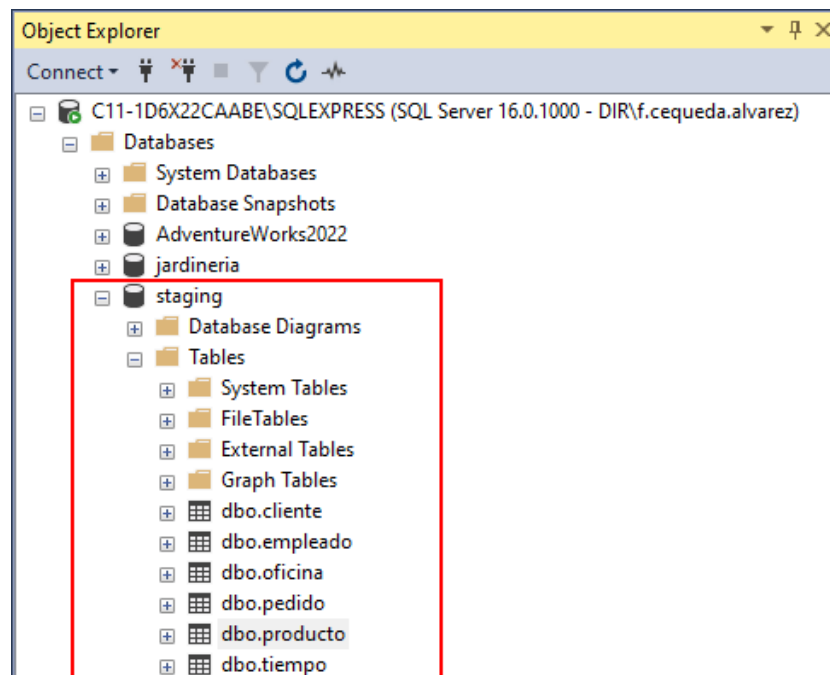 Object Explorer
Connect
C11-1D6X22CAABE\SQLEXPRESS (SQL Server 16.0.1000 - DIR\f.cequeda.alvarez)
Databases
System Databases
Database Snapshots
AdventureWorks2022
jardineria
staging
Database Diagrams
Tables
System Tables
FileTables
External Tables
Graph Tables
dbo.cliente
dbo.empleado
dbo.oficina
dbo.pedido
dbo.producto
dbo.tiempo